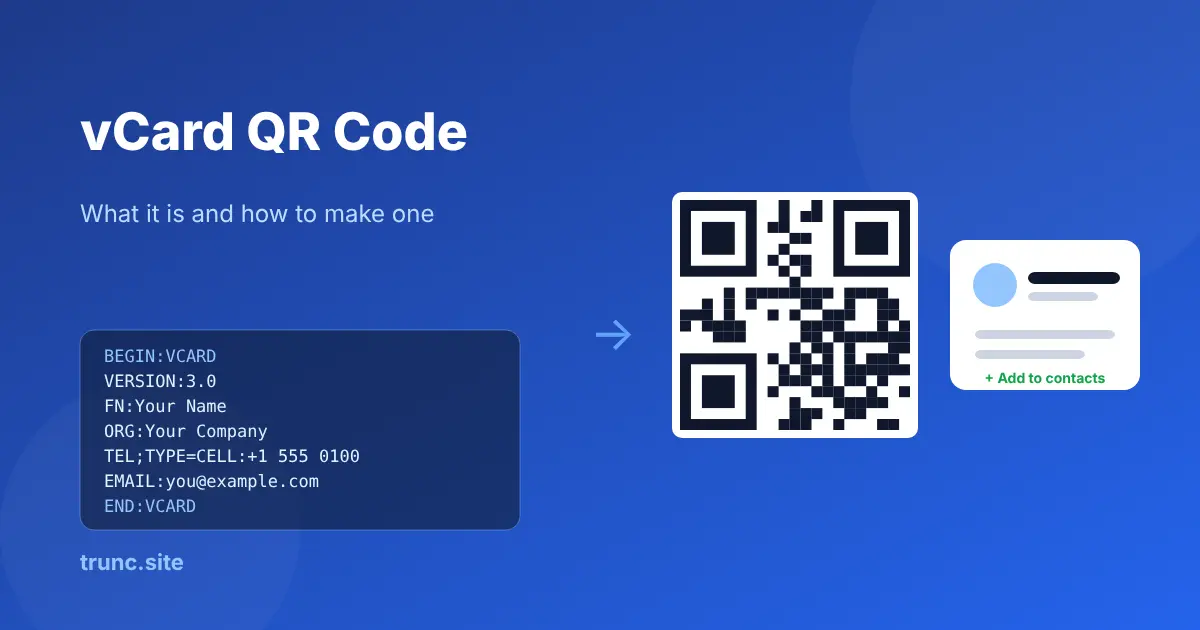 vCard QR Code
What it is and how to make one
BEGIN:VCARD
VERSION:3.0
FN:Your Name
ORG:Your Company
TEL;TYPE=CELL:+1 555 0100
EMAIL:you@example.com
END:VCARD
+ Add to contacts
trunc.site